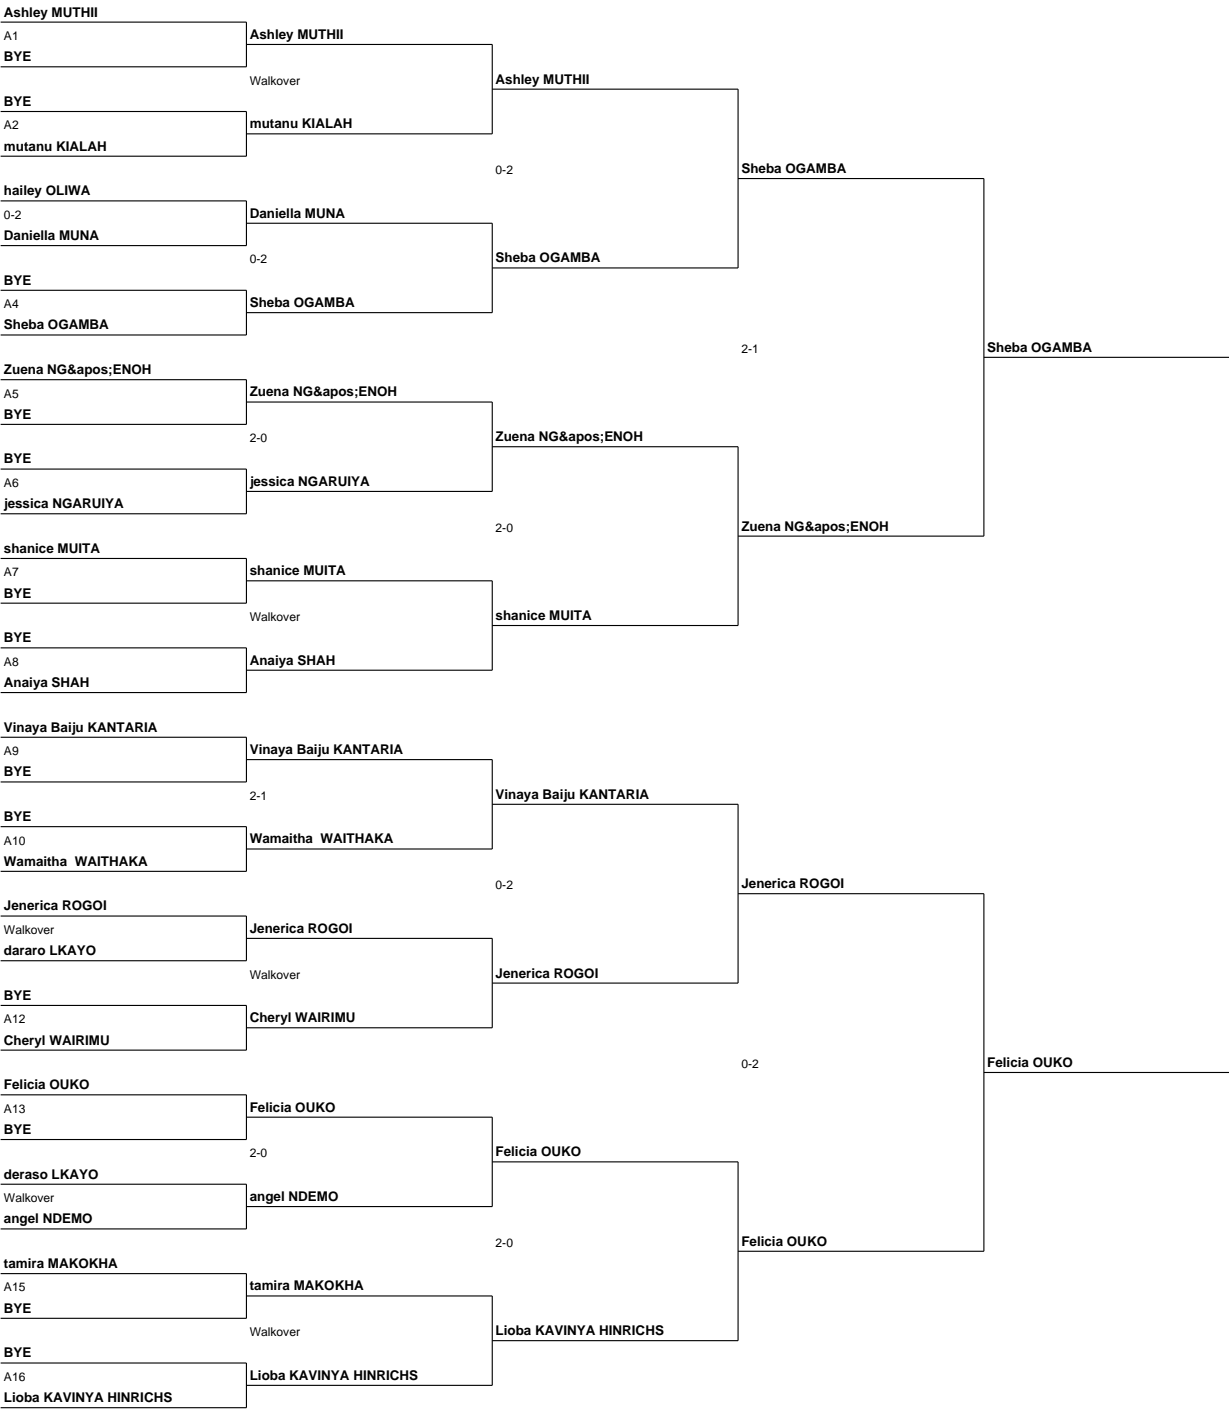 Ashley MUTHII
A1
Ashley MUTHII
BYE
Walkover
Ashley MUTHII
BYE
A2
mutanu KIALAH
mutanu KIALAH
0-2
Sheba OGAMBA
hailey OLIWA
0-2
Daniella MUNA
Daniella MUNA
0-2
Sheba OGAMBA
BYE
A4
Sheba OGAMBA
Sheba OGAMBA
2-1
Sheba OGAMBA
Zuena NG&apos;ENOH
A5
Zuena NG&apos;ENOH
BYE
2-0
Zuena NG&apos;ENOH
BYE
A6
jessica NGARUIYA
jessica NGARUIYA
2-0
Zuena NG&apos;ENOH
shanice MUITA
A7
shanice MUITA
BYE
Walkover
shanice MUITA
BYE
A8
Anaiya SHAH
Anaiya SHAH
Vinaya Baiju KANTARIA
A9
Vinaya Baiju KANTARIA
BYE
2-1
Vinaya Baiju KANTARIA
BYE
A10
Wamaitha  WAITHAKA
Wamaitha  WAITHAKA
0-2
Jenerica ROGOI
Jenerica ROGOI
Walkover
Jenerica ROGOI
dararo LKAYO
Walkover
Jenerica ROGOI
BYE
A12
Cheryl WAIRIMU
Cheryl WAIRIMU
0-2
Felicia OUKO
Felicia OUKO
A13
Felicia OUKO
BYE
2-0
Felicia OUKO
deraso LKAYO
Walkover
angel NDEMO
angel NDEMO
2-0
Felicia OUKO
tamira MAKOKHA
A15
tamira MAKOKHA
BYE
Walkover
Lioba KAVINYA HINRICHS
BYE
A16
Lioba KAVINYA HINRICHS
Lioba KAVINYA HINRICHS